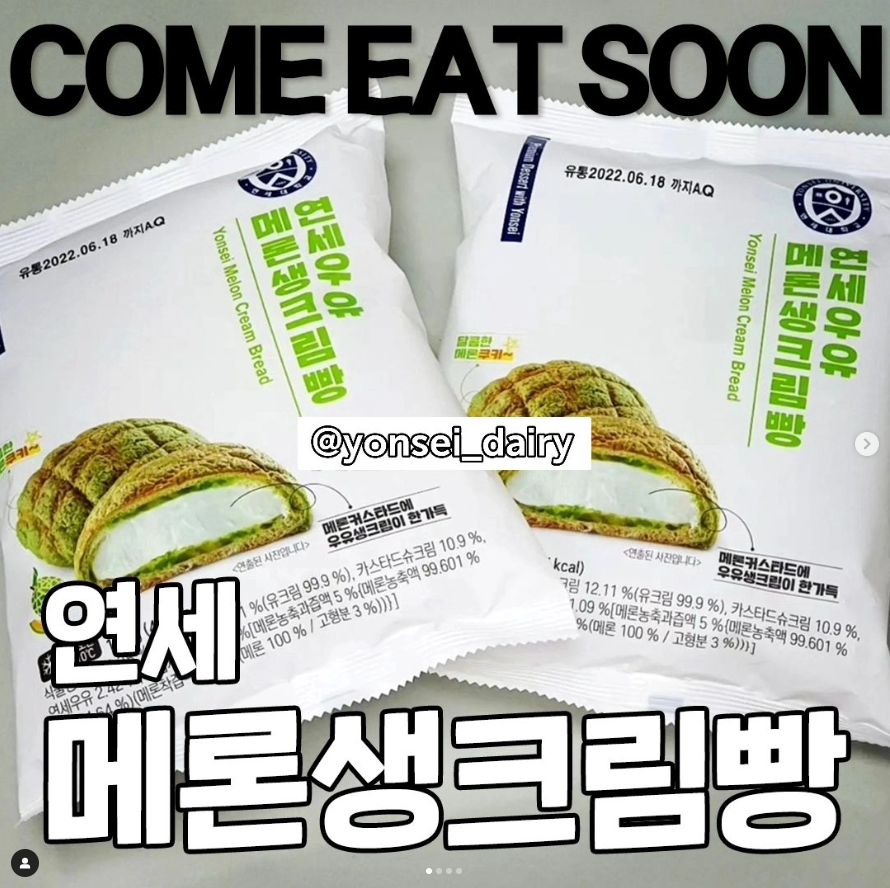 COME EAT SOON
유통2022.06.18 까지AQ
연세우유
메론생크림빵
Yonsei Melon Cream Bread
메론커스타드에
우유생크림이 한가득
<연출된 사진입니다>
1 %(유크림 99.9 %), 카스타드슈크림 10.9 %,
%[메론농축과즙액 5 %(메론농축액 99.601 %
메론 100 % / 고형분 3 %)))]
연세우유 2.42
Premium Dessert with Yonsei
유통2022.06.18 까지AQ
연세우유
메론생크림빵
Yonsei Melon Cream Bread
달콤한
메론쿠키~
@yonsei_dairy
메론커스타드에
우유생크림이 한가득
<연출된 사진입니다>
kcal)
림 12.11 %(유크림 99.9 %), 카스타드슈크림 10.9 %,
1.09 %[메론농축과즙액 5 %(메론농축액 99.601 %
%(메론 100 % / 고형분 3 %)))]
연세
메론생크림빵